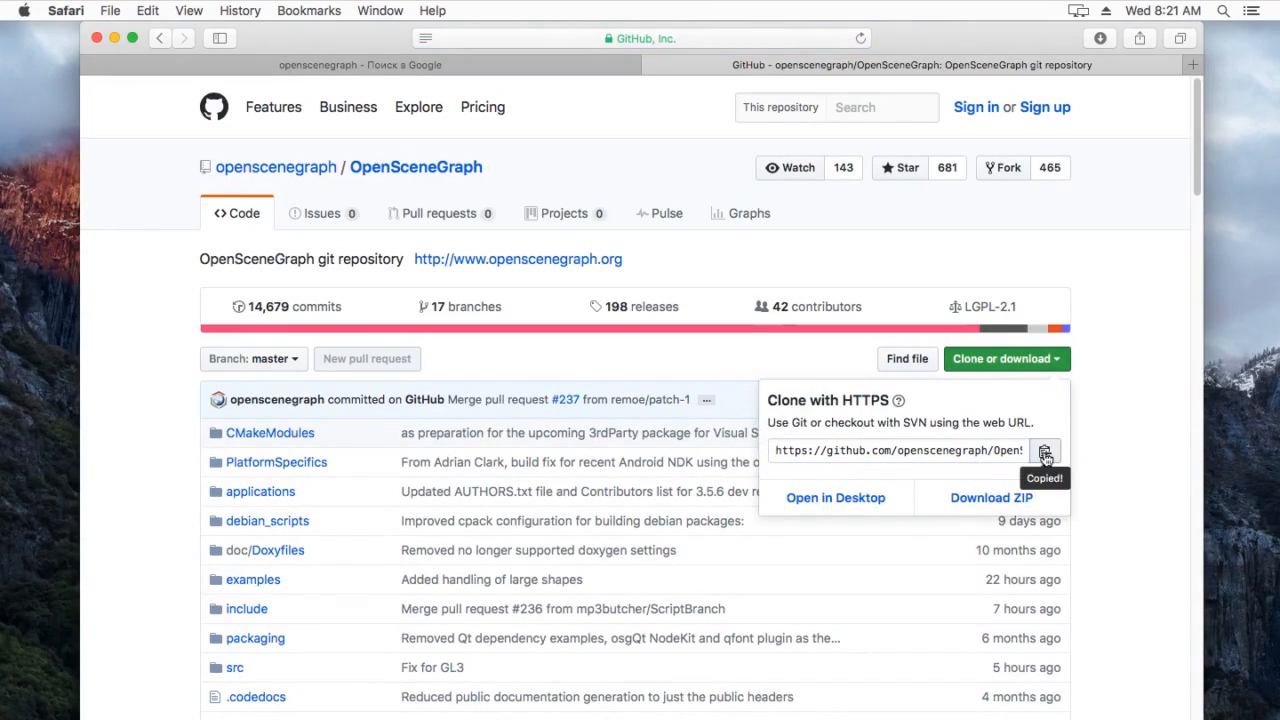 Safari File Edit View History Bookmarks Window Help Wed 8:21 AM
GitHub, Inc.
openscenegraph - Поиск в Google GitHub - openscenegraph/OpenSceneGraph: OpenSceneGraph git repository
Features Business Explore Pricing This repository Search Sign in or Sign up
openscenegraph / OpenSceneGraph Watch 143 Star 681 Fork 465
Code Issues 0 Pull requests 0 Projects 0 Pulse Graphs
OpenSceneGraph git repository http://www.openscenegraph.org
14,679 commits 17 branches 198 releases 42 contributors LGPL-2.1
Branch: master New pull request Find file Clone or download
openscenegraph committed on GitHub Merge pull request #237 from remoe/patch-1 ...
Clone with HTTPS ?
Use Git or checkout with SVN using the web URL.
https://github.com/openscenegraph/OpenS
Copied!
Open in Desktop Download ZIP
CMakeModules as preparation for the upcoming 3rdParty package for Visual S
PlatformSpecifics From Adrian Clark, build fix for recent Android NDK using the
applications Updated AUTHORS.txt file and Contributors list for 3.5.6 dev
debian_scripts Improved cpack configuration for building debian packages: 9 days ago
doc/Doxyfiles Removed no longer supported doxygen settings 10 months ago
examples Added handling of large shapes 22 hours ago
include Merge pull request #236 from mp3butcher/ScriptBranch 7 hours ago
packaging Removed Qt dependency examples, osgQt NodeKit and qfont plugin as the... 6 months ago
src Fix for GL3 5 hours ago
.codedocs Reduced public documentation generation to just the public headers 4 months ago